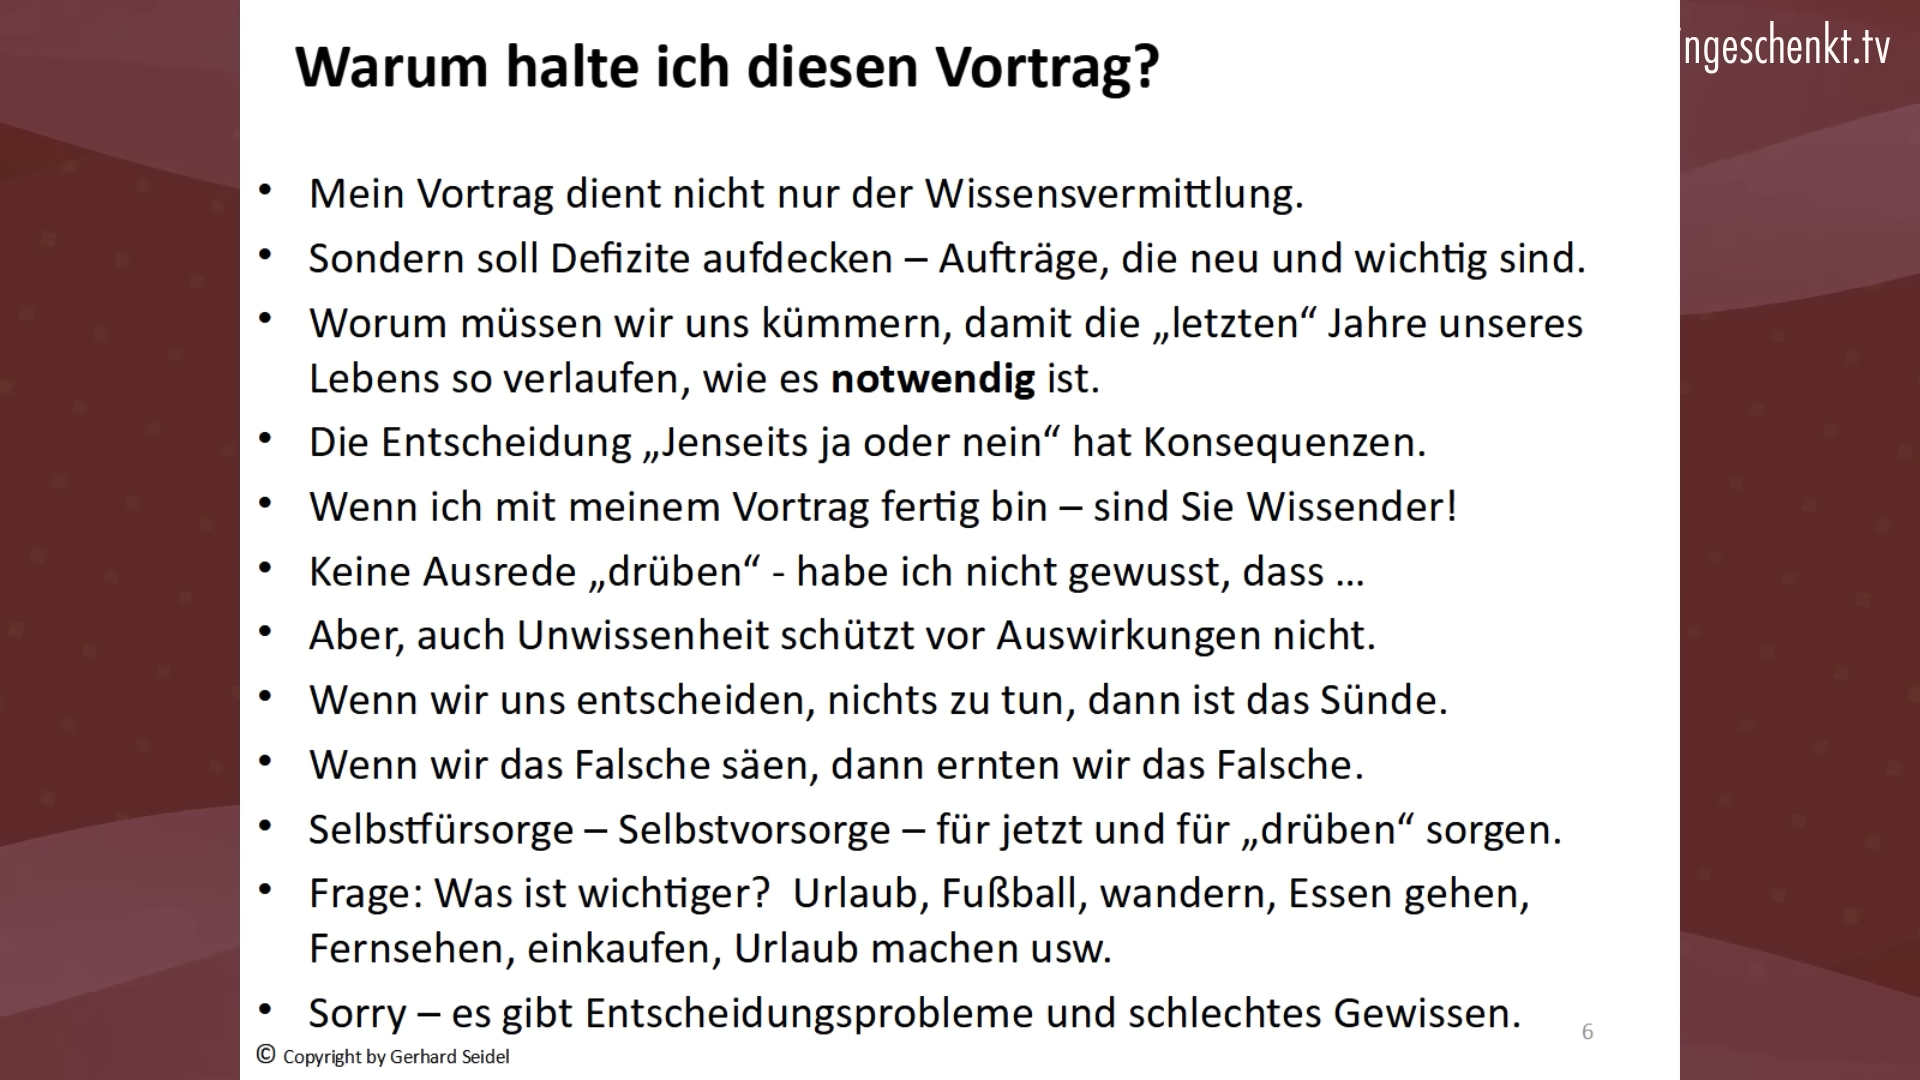 Warum halte ich diesen Vortrag?
ngeschenkt.tv
• Mein Vortrag dient nicht nur der Wissensvermittlung.
• Sondern soll Defizite aufdecken – Aufträge, die neu und wichtig sind.
• Worum müssen wir uns kümmern, damit die „letzten“ Jahre unseres
Lebens so verlaufen, wie es notwendig ist.
• Die Entscheidung „Jenseits ja oder nein“ hat Konsequenzen.
• Wenn ich mit meinem Vortrag fertig bin – sind Sie Wissender!
• Keine Ausrede „drüben“ - habe ich nicht gewusst, dass ...
• Aber, auch Unwissenheit schützt vor Auswirkungen nicht.
• Wenn wir uns entscheiden, nichts zu tun, dann ist das Sünde.
• Wenn wir das Falsche säen, dann ernten wir das Falsche.
• Selbstfürsorge – Selbstvorsorge – für jetzt und für „drüben“ sorgen.
• Frage: Was ist wichtiger?  Urlaub, Fußball, wandern, Essen gehen,
Fernsehen, einkaufen, Urlaub machen usw.
• Sorry – es gibt Entscheidungsprobleme und schlechtes Gewissen.
6
© Copyright by Gerhard Seidel